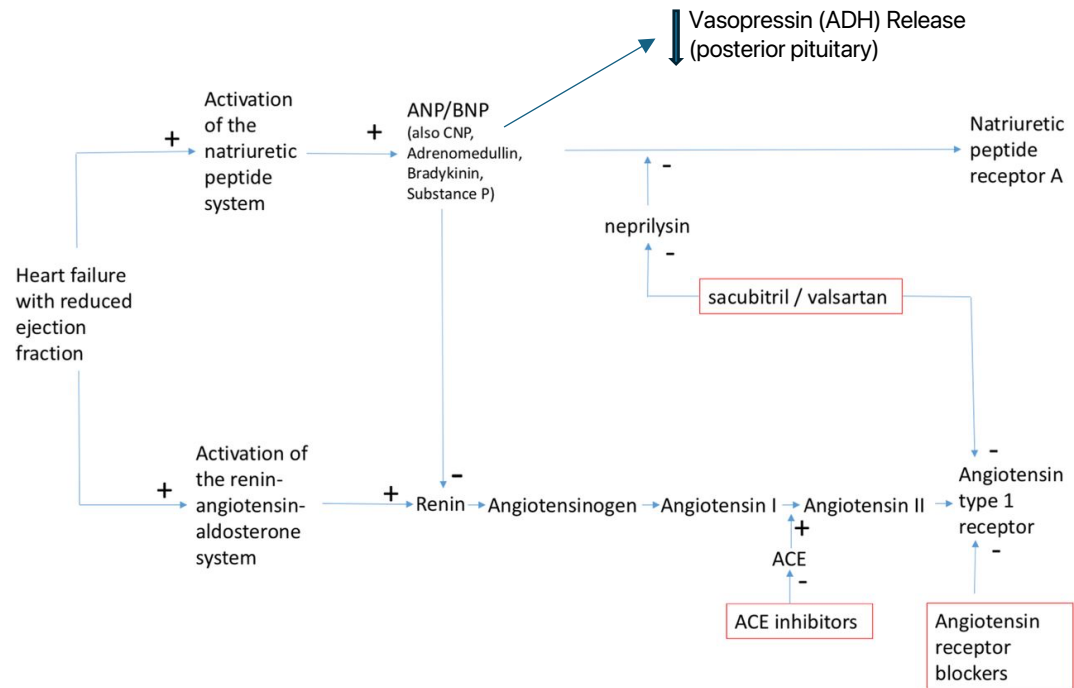 Vasopressin (ADH) Release
(posterior pituitary)
Activation
of the
natriuretic
peptide
system
+
+
ANP/BNP
(also CNP,
Adrenomedullin,
Bradykinin,
Substance P)
Natriuretic
peptide
receptor A
-
neprilysin
-
sacubitril / valsartan
Heart failure
with reduced
ejection
fraction
Activation of
the renin-
angiotensin-
aldosterone
system
+
+
-
Renin
Angiotensinogen
Angiotensin I
Angiotensin II
-
Angiotensin
type 1
receptor
-
+
ACE
-
ACE inhibitors
Angiotensin
receptor
blockers